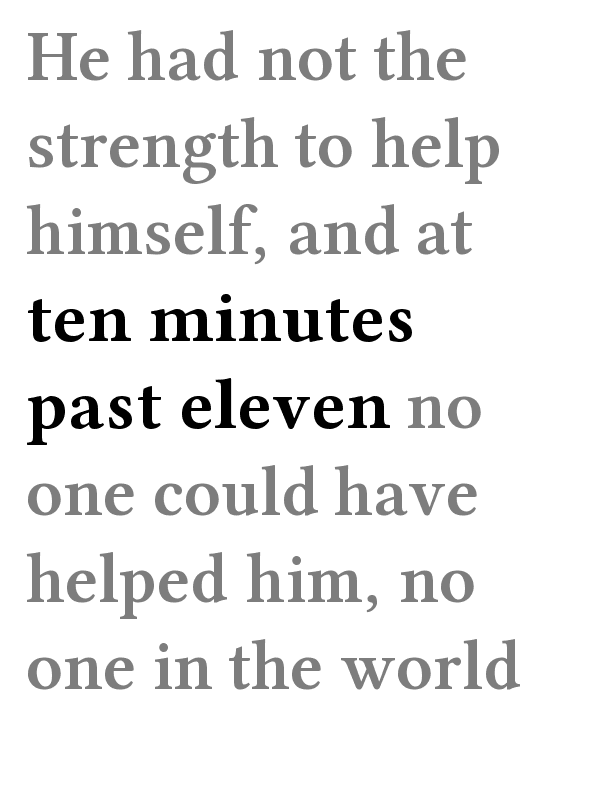 He had not the
strength to help
himself, and at
ten minutes
past eleven no
one could have
helped him, no
one in the world